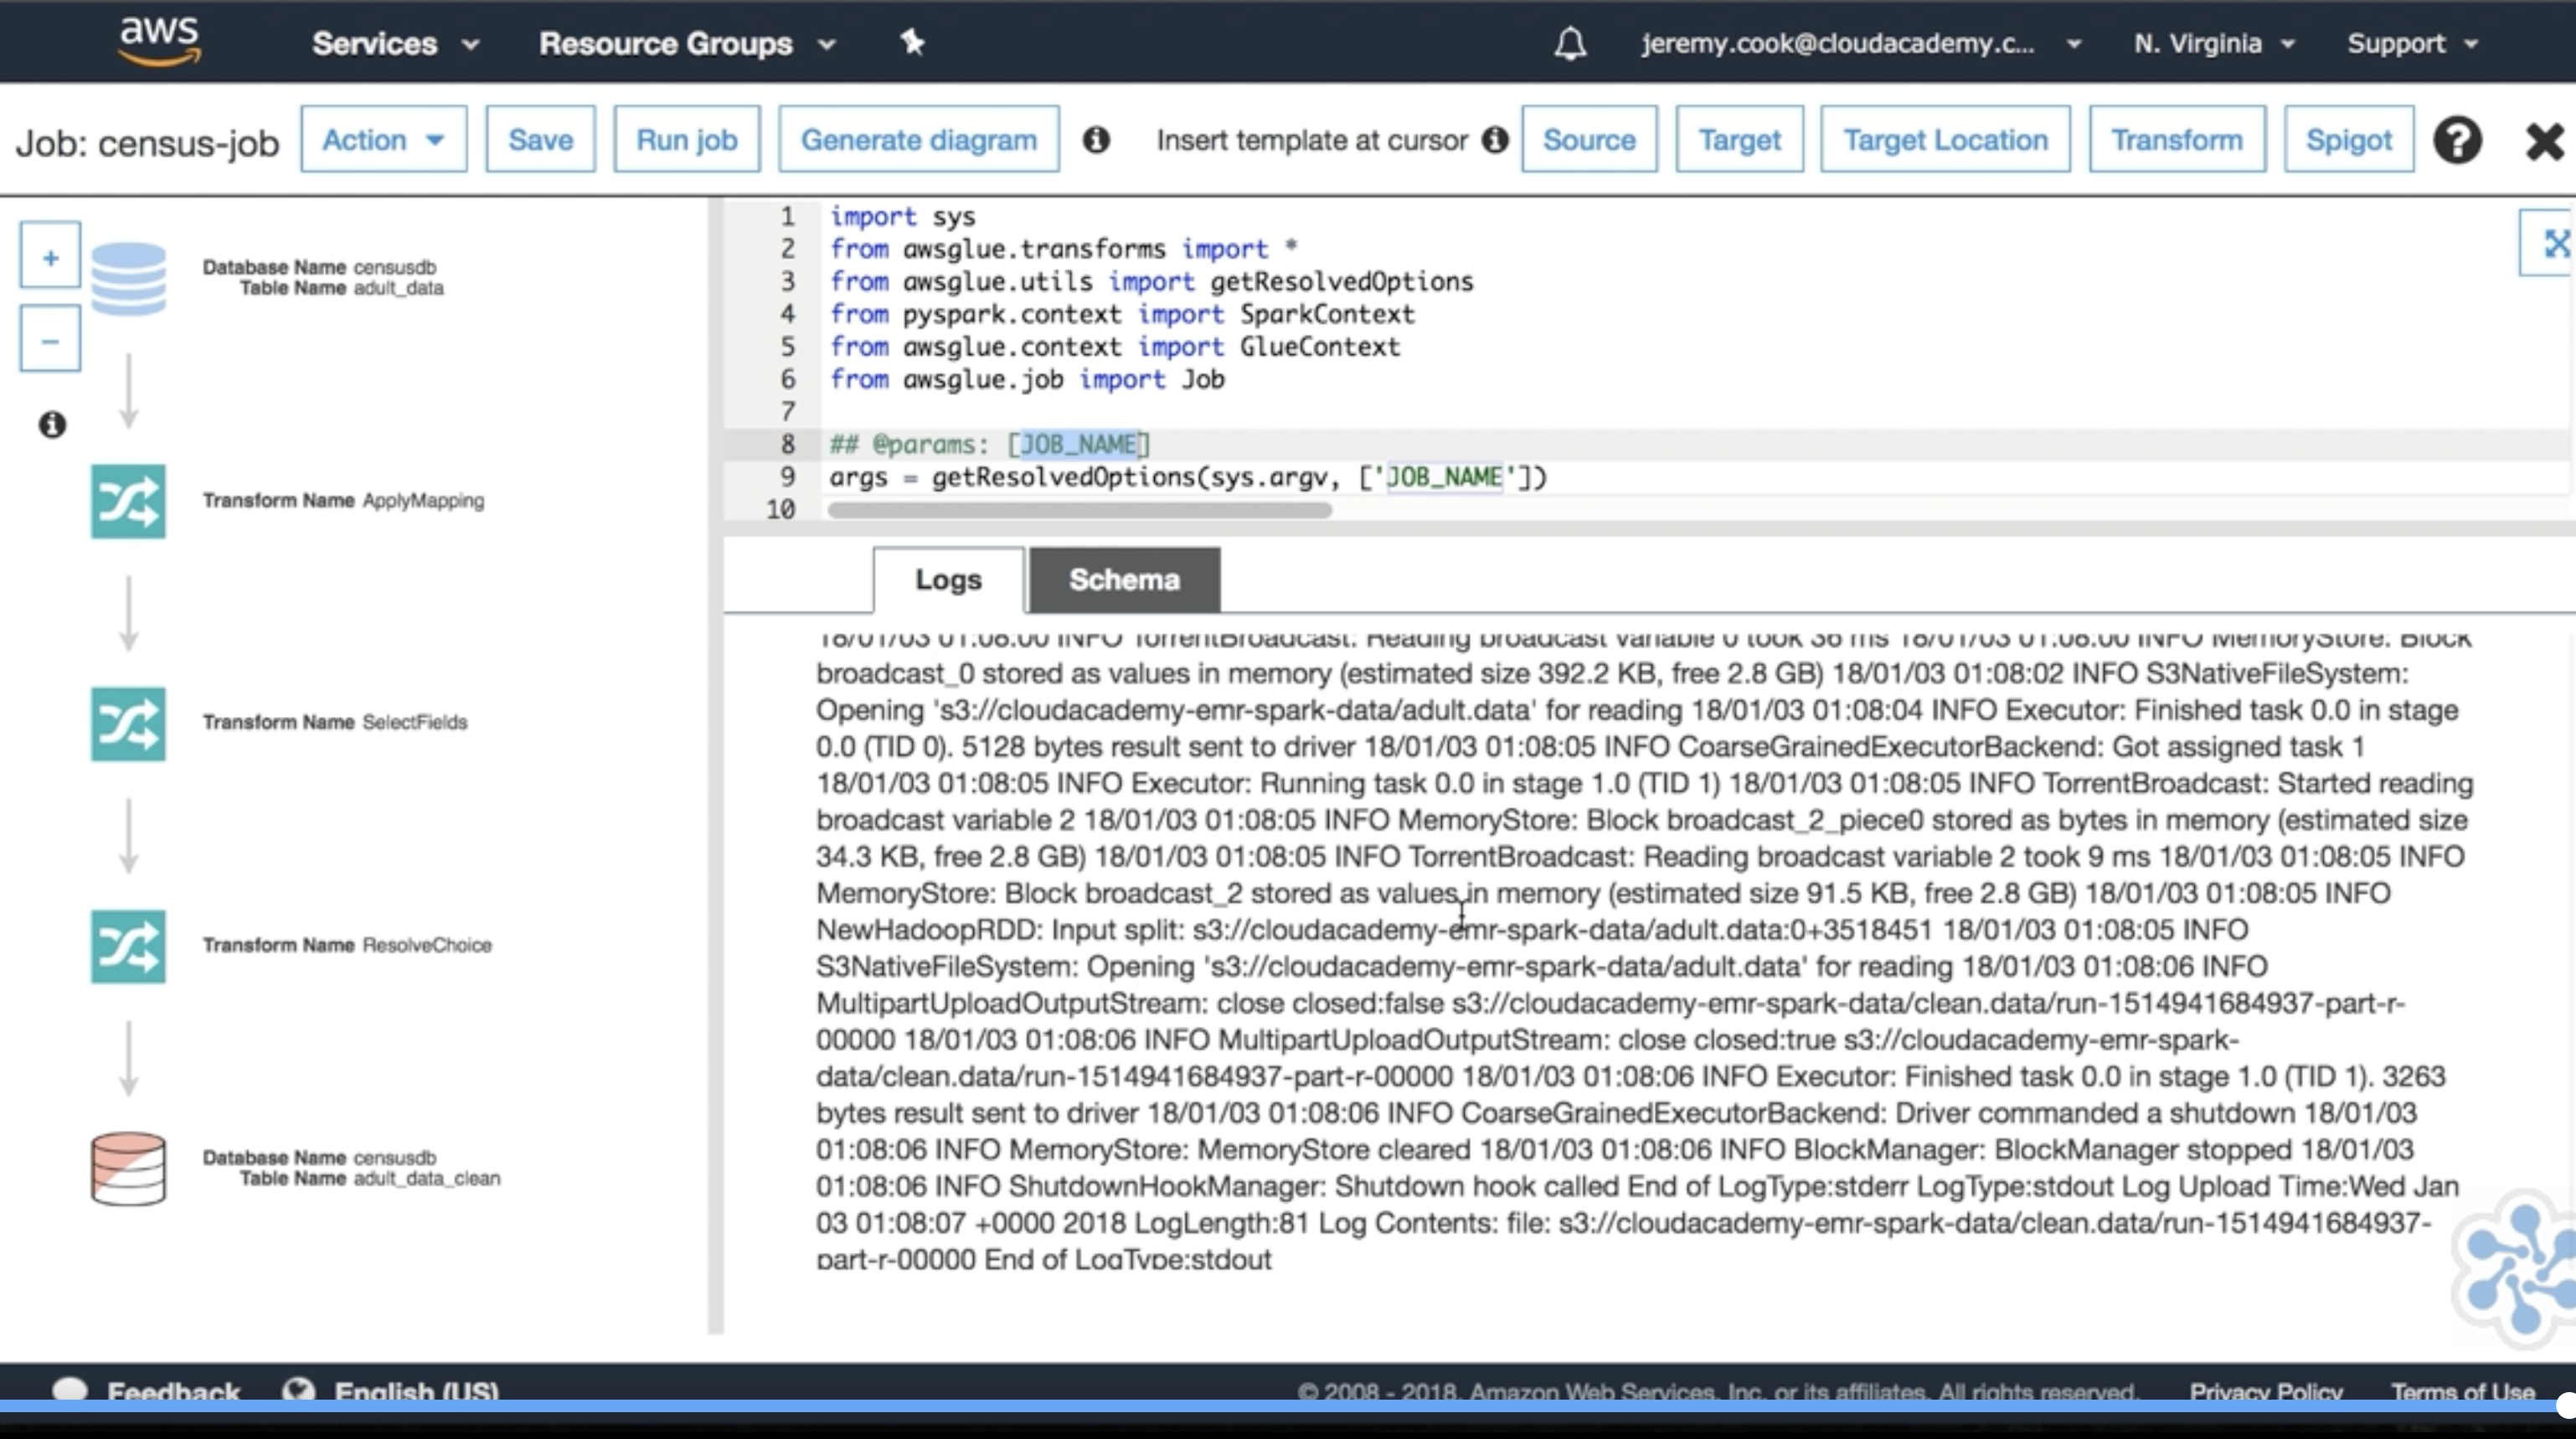 aws
Services
Resource Groups
jeremy.cook@cloudacademy.c...
N. Virginia
Support
Job: census-job
Action
Save
Run job
Generate diagram
Insert template at cursor
Source
Target
Target Location
Transform
Spigot
Database Name censusdb
Table Name adult_data
Transform Name ApplyMapping
Transform Name SelectFields
Transform Name ResolveChoice
Database Name censusdb
Table Name adult_data_clean
1 import sys
2 from awsglue.transforms import *
3 from awsglue.utils import getResolvedOptions
4 from pyspark.context import SparkContext
5 from awsglue.context import GlueContext
6 from awsglue.job import Job
7
8 ## @params: [JOB_NAME]
9 args = getResolvedOptions(sys.argv, ['JOB_NAME'])
10
Logs
Schema
18/01/03 01:08:00 INFO TorrentBroadcast: Reading broadcast variable 0 took 36 ms 18/01/03 01:08:00 INFO MemoryStore: Block
broadcast_0 stored as values in memory (estimated size 392.2 KB, free 2.8 GB) 18/01/03 01:08:02 INFO S3NativeFileSystem:
Opening 's3://cloudacademy-emr-spark-data/adult.data' for reading 18/01/03 01:08:04 INFO Executor: Finished task 0.0 in stage
0.0 (TID 0). 5128 bytes result sent to driver 18/01/03 01:08:05 INFO CoarseGrainedExecutorBackend: Got assigned task 1
18/01/03 01:08:05 INFO Executor: Running task 0.0 in stage 1.0 (TID 1) 18/01/03 01:08:05 INFO TorrentBroadcast: Started reading
broadcast variable 2 18/01/03 01:08:05 INFO MemoryStore: Block broadcast_2_piece0 stored as bytes in memory (estimated size
34.3 KB, free 2.8 GB) 18/01/03 01:08:05 INFO TorrentBroadcast: Reading broadcast variable 2 took 9 ms 18/01/03 01:08:05 INFO
MemoryStore: Block broadcast_2 stored as values in memory (estimated size 91.5 KB, free 2.8 GB) 18/01/03 01:08:05 INFO
NewHadoopRDD: Input split: s3://cloudacademy-emr-spark-data/adult.data:0+3518451 18/01/03 01:08:05 INFO
S3NativeFileSystem: Opening 's3://cloudacademy-emr-spark-data/adult.data' for reading 18/01/03 01:08:06 INFO
MultipartUploadOutputStream: close closed:false s3://cloudacademy-emr-spark-data/clean.data/run-1514941684937-part-r-
00000 18/01/03 01:08:06 INFO MultipartUploadOutputStream: close closed:true s3://cloudacademy-emr-spark-
data/clean.data/run-1514941684937-part-r-00000 18/01/03 01:08:06 INFO Executor: Finished task 0.0 in stage 1.0 (TID 1). 3263
bytes result sent to driver 18/01/03 01:08:06 INFO CoarseGrainedExecutorBackend: Driver commanded a shutdown 18/01/03
01:08:06 INFO MemoryStore: MemoryStore cleared 18/01/03 01:08:06 INFO BlockManager: BlockManager stopped 18/01/03
01:08:06 INFO ShutdownHookManager: Shutdown hook called End of LogType:stderr LogType:stdout Log Upload Time:Wed Jan
03 01:08:07 +0000 2018 LogLength:81 Log Contents: file: s3://cloudacademy-emr-spark-data/clean.data/run-1514941684937-
part-r-00000 End of LogType:stdout
Feedback
English (US)
© 2008 - 2018, Amazon Web Services, Inc. or its affiliates. All rights reserved.
Privacy Policy
Terms of Use